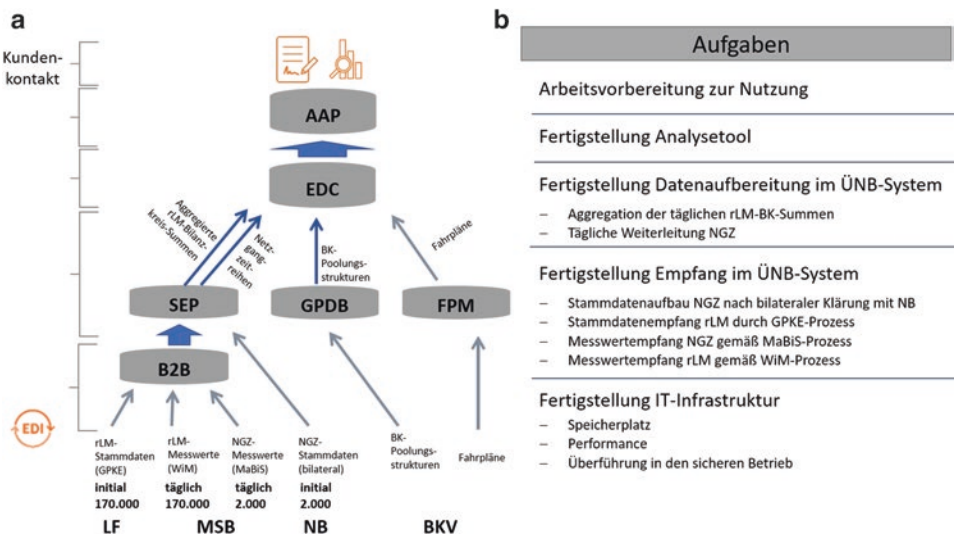 a
Kunden-
kontakt
AAP
EDC
Aggregierte
rLM-Bilanz-
kreis-Summen
Netz-
gang-
zeit-
reihen
BK-
Poolungs-
strukturen
Fahrpläne
SEP
GPDB
FPM
B2B
EDI
rLM-
Stammdaten
(GPKE)
initial
170.000
rLM-
Messwerte
(WiM)
täglich
170.000
NGZ-
Messwerte
(MaBiS)
täglich
2.000
NGZ-
Stammdaten
(bilateral)
initial
2.000
BK-
Poolungs-
strukturen
Fahrpläne
LF
MSB
NB
BKV
b
Aufgaben
Arbeitsvorbereitung zur Nutzung
Fertigstellung Analysetool
Fertigstellung Datenaufbereitung im ÜNB-System
– Aggregation der täglichen rLM-BK-Summen
– Tägliche Weiterleitung NGZ
Fertigstellung Empfang im ÜNB-System
– Stammdatenaufbau NGZ nach bilateraler Klärung mit NB
– Stammdatenempfang rLM durch GPKE-Prozess
– Messwertempfang NGZ gemäß MaBiS-Prozess
– Messwertempfang rLM gemäß WiM-Prozess
Fertigstellung IT-Infrastruktur
– Speicherplatz
– Performance
– Überführung in den sicheren Betrieb